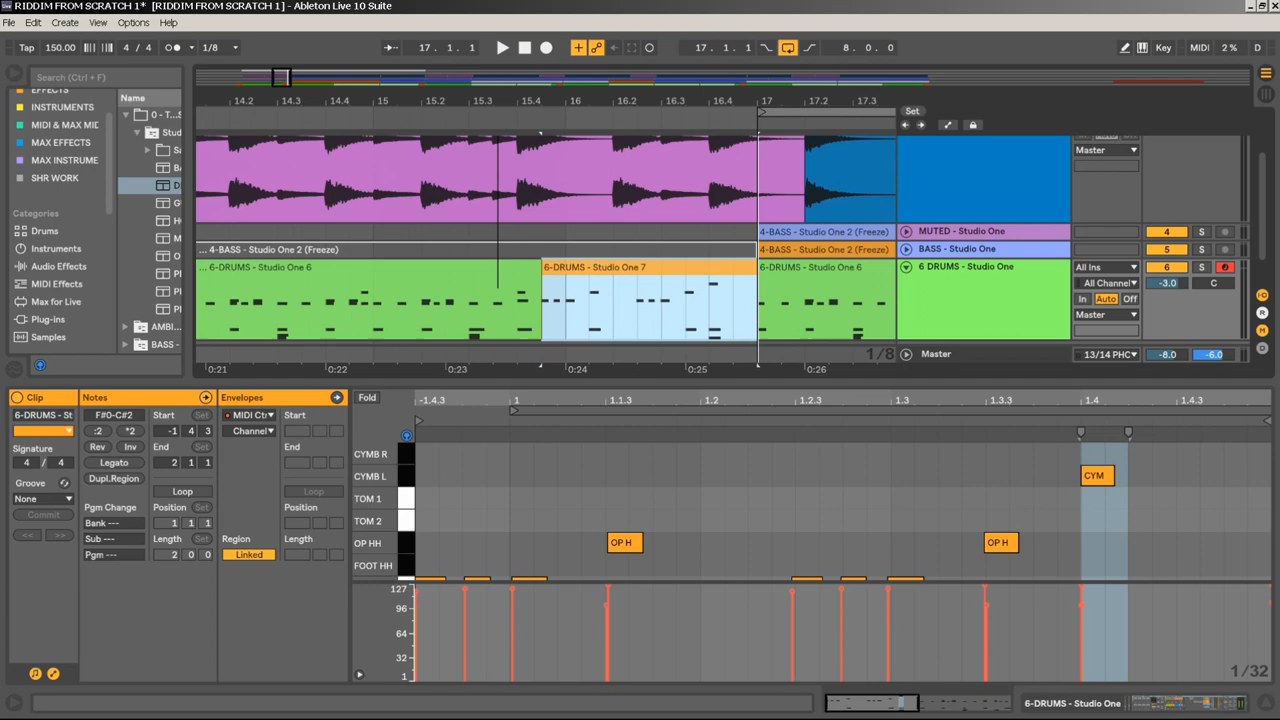 RIDDIM FROM SCRATCH 1* [RIDDIM FROM SCRATCH 1] - Ableton Live 10 Suite
File Edit Create View Options Help
Tap 150.00 4 / 4 1/8 17. 1. 1 17. 1. 1 8. 0. 0 Key MIDI 2 % D
Search (Ctrl + F)
EFFECTS
INSTRUMENTS
MIDI & MAX MIC
MAX EFFECTS
MAX INSTRUME
SHR WORK
Categories
Drums
Instruments
Audio Effects
MIDI Effects
Max for Live
Plug-ins
Samples
Name
0 - T...S
Stud
Sa
BA
D
G
H
M
O
PI
PI
PI
AMBI...
BASS -
14.2 14.3 14.4 15 15.2 15.3 15.4 16 16.2 16.3 16.4 17 17.2 17.3
Set
Master
4-BASS - Studio One 2 (Freeze) MUTED - Studio One 4 S
... 4-BASS - Studio One 2 (Freeze) 4-BASS - Studio One 2 (Freeze) BASS - Studio One 5 S
... 6-DRUMS - Studio One 6 6-DRUMS - Studio One 7 6-DRUMS - Studio One 6 6 DRUMS - Studio One All Ins 6 S
All Channel -3.0 C
In Auto Off
Master
1/8 Master 13/14 PHC -8.0 -6.0
0:21 0:22 0:23 0:24 0:25 0:26
I·O
R
M
D
Clip
6-DRUMS - St
Signature
4 / 4
Groove
None
Commit
<< >>
Notes
F#0-C#2
:2 *2
Rev Inv
Legato
Dupl.Region
Pgm Change
Bank ---
Sub ---
Pgm ---
Start Set
-1 4 3
End Set
2 1 1
Loop
Position Set
1 1 1
Length Set
2 0 0
Envelopes
MIDI Ctr
Channel
Region
Linked
Start
End
Loop
Position
Length
Fold
-1.4.3 1 1.1.3 1.2 1.2.3 1.3 1.3.3 1.4 1.4.3
CYMB R
CYMB L CYM
TOM 1
TOM 2
OP HH OP H OP H
FOOT HH
127
96
64
32
1
1/32
6-DRUMS - Studio One